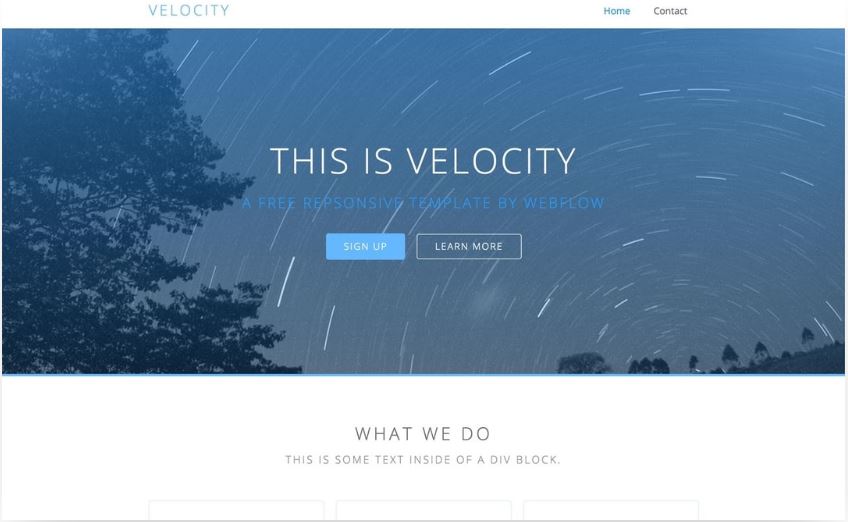 VELOCITY
Home Contact
THIS IS VELOCITY
A FREE REPSONSIVE TEMPLATE BY WEBFLOW
SIGN UP LEARN MORE
WHAT WE DO
THIS IS SOME TEXT INSIDE OF A DIV BLOCK.